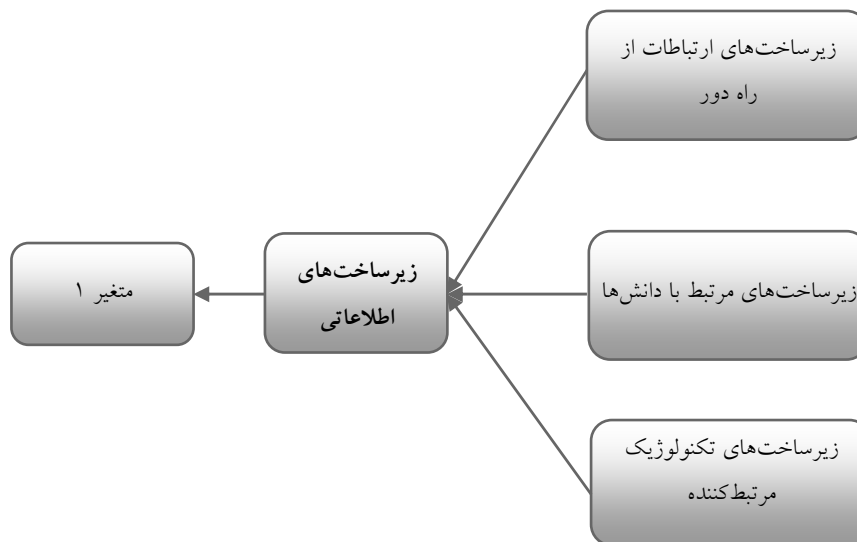 زیرساخت‌های ارتباطات از
راه دور
زیرساخت‌های مرتبط با دانش‌ها
زیرساخت‌های تکنولوژیک
مرتبط‌کننده
زیرساخت‌های
اطلاعاتی
متغیر ۱